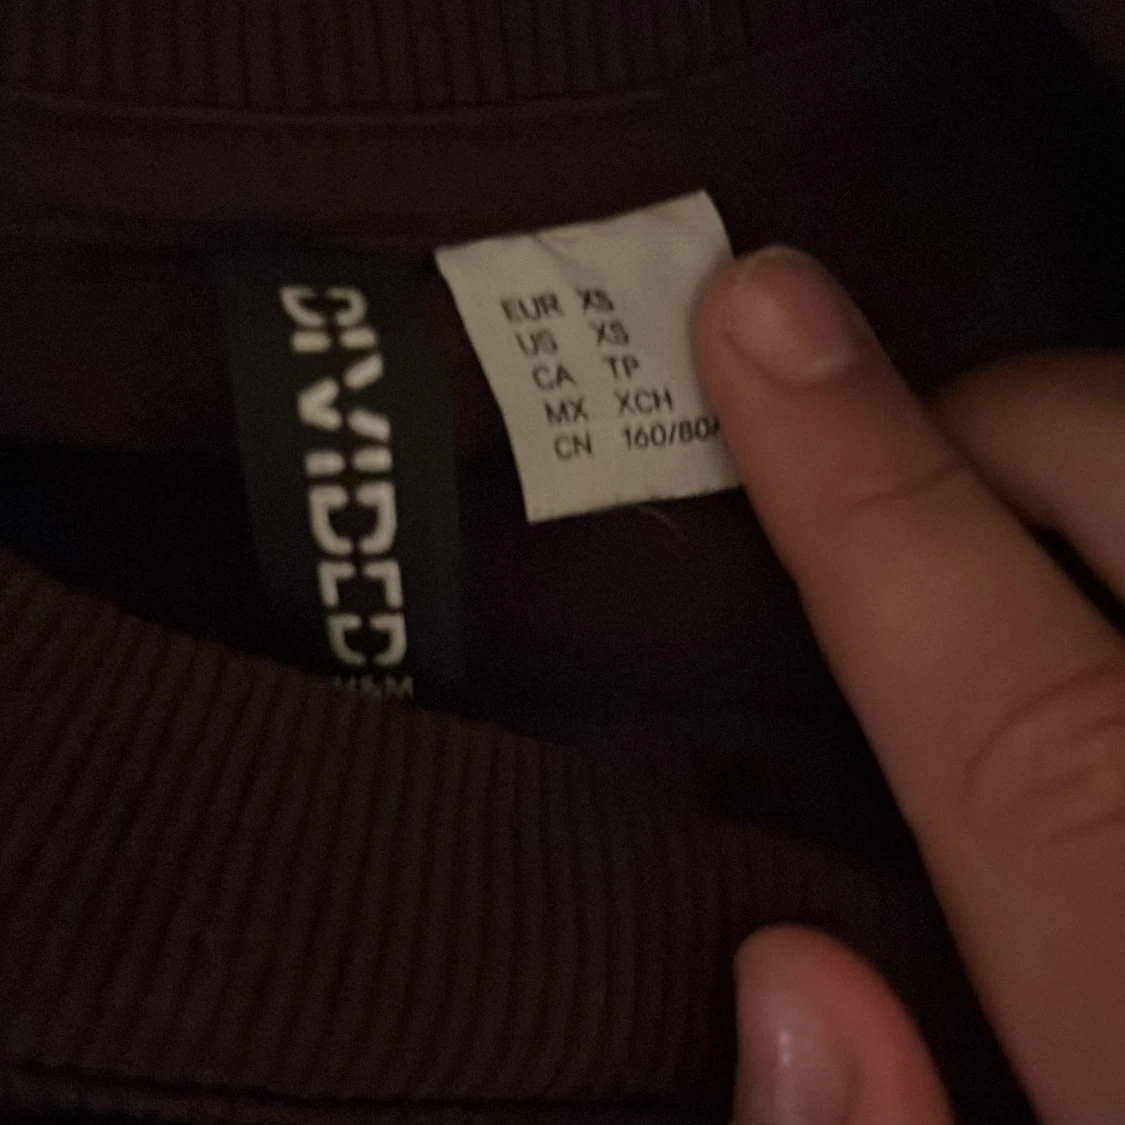 DIVIDED
H&M
EUR XS
US XS
CA TP
MX XCH
CN 160/80A